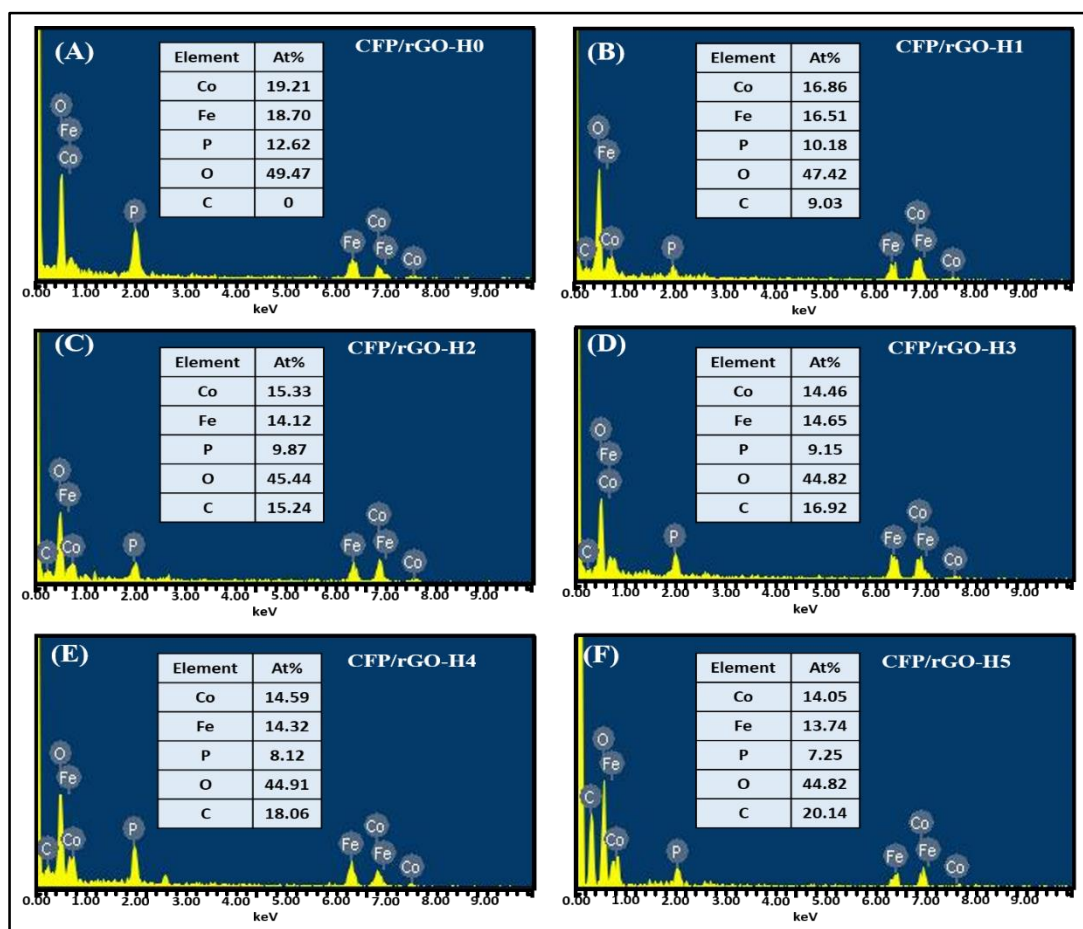 (A) CFP/rGO-H0
Element At%
Co 19.21
Fe 18.70
P 12.62
O 49.47
C 0
O
Fe
Co
P
Co
Fe
Fe
Co
0.00 1.00 2.00 3.00 4.00 5.00 6.00 7.00 8.00 9.00
keV
(B) CFP/rGO-H1
Element At%
Co 16.86
Fe 16.51
P 10.18
O 47.42
C 9.03
O
Fe
C
Co
P
Co
Fe
Fe
Co
0.00 1.00 2.00 3.00 4.00 5.00 6.00 7.00 8.00 9.00
keV
(C) CFP/rGO-H2
Element At%
Co 15.33
Fe 14.12
P 9.87
O 45.44
C 15.24
O
Fe
C
Co
P
Co
Fe
Fe
Co
0.00 1.00 2.00 3.00 4.00 5.00 6.00 7.00 8.00 9.00
keV
(D) CFP/rGO-H3
Element At%
Co 14.46
Fe 14.65
P 9.15
O 44.82
C 16.92
O
Fe
Co
C
P
Co
Fe
Fe
Co
0.00 1.00 2.00 3.00 4.00 5.00 6.00 7.00 8.00 9.00
keV
(E) CFP/rGO-H4
Element At%
Co 14.59
Fe 14.32
P 8.12
O 44.91
C 18.06
O
Fe
C
Co
P
Co
Fe
Fe
Co
0.00 1.00 2.00 3.00 4.00 5.00 6.00 7.00 8.00 9.00
keV
(F) CFP/rGO-H5
Element At%
Co 14.05
Fe 13.74
P 7.25
O 44.82
C 20.14
O
Fe
C
Co
P
Co
Fe
Fe
Co
0.00 1.00 2.00 3.00 4.00 5.00 6.00 7.00 8.00 9.00
keV